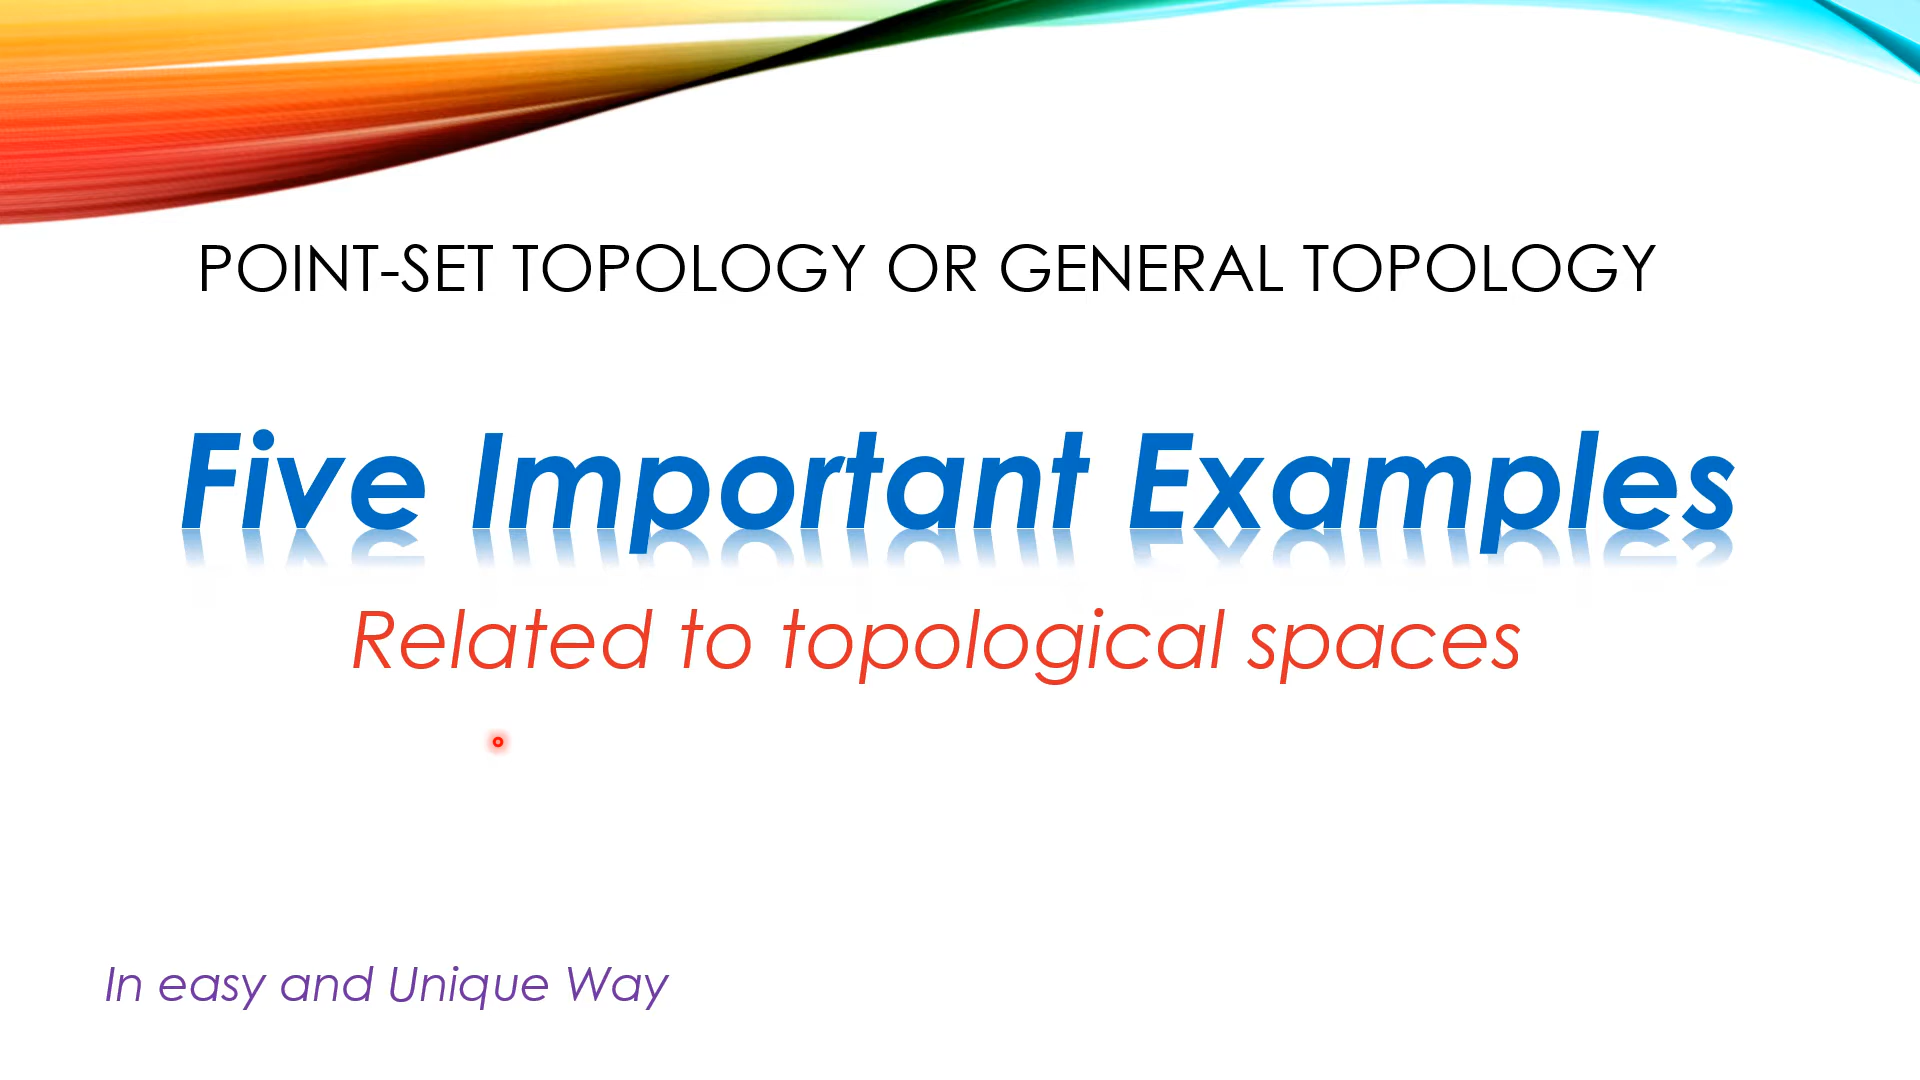 POINT-SET TOPOLOGY OR GENERAL TOPOLOGY
Five Important Examples
Related to topological spaces
In easy and Unique Way